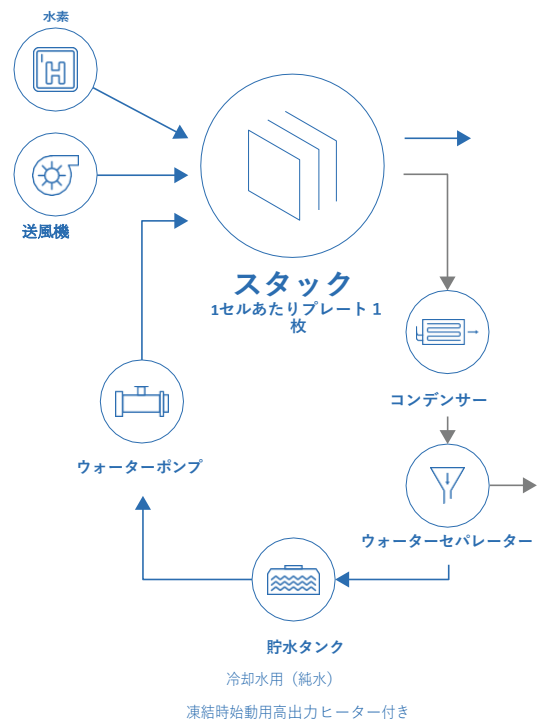 水素
送風機
スタック
1セルあたりプレート 1
枚
コンデンサー
ウォーターポンプ
ウォーターセパレーター
貯水タンク
冷却水用（純水）
凍結時始動用高出力ヒーター付き